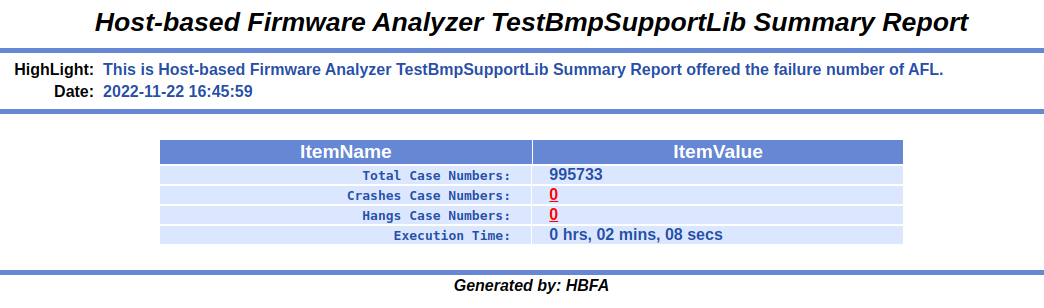 Host-based Firmware Analyzer TestBmpSupportLib Summary Report
HighLight: This is Host-based Firmware Analyzer TestBmpSupportLib Summary Report offered the failure number of AFL.
Date: 2022-11-22 16:45:59
ItemName ItemValue
Total Case Numbers: 995733
Crashes Case Numbers: 0
Hangs Case Numbers: 0
Execution Time: 0 hrs, 02 mins, 08 secs
Generated by: HBFA